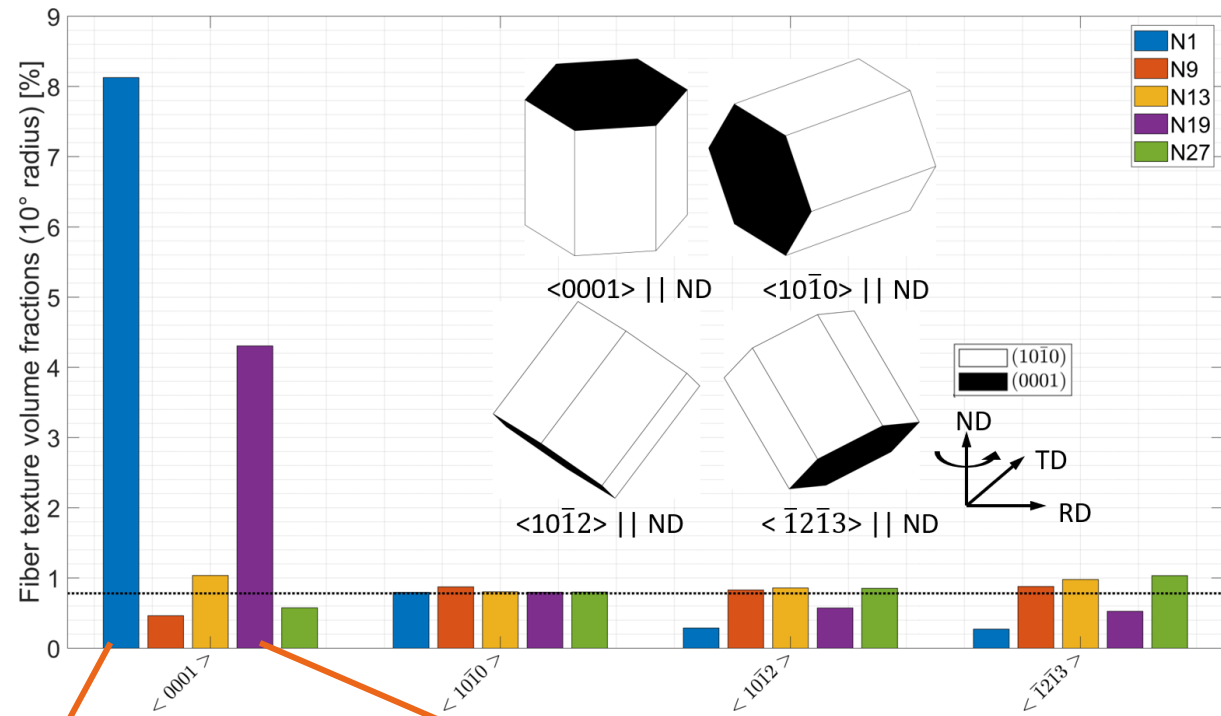 Fiber texture volume fractions (10° radius) [%]
9
8
7
6
5
4
3
2
1
0
N1
N9
N13
N19
N27
<0001> || ND
<101̅0> || ND
<101̅2> || ND
< 1̅21̅3> || ND
(101̅0)
(0001)
ND
TD
RD
< 0001 >
< 101̅0 >
< 101̅2 >
< 1̅21̅3 >